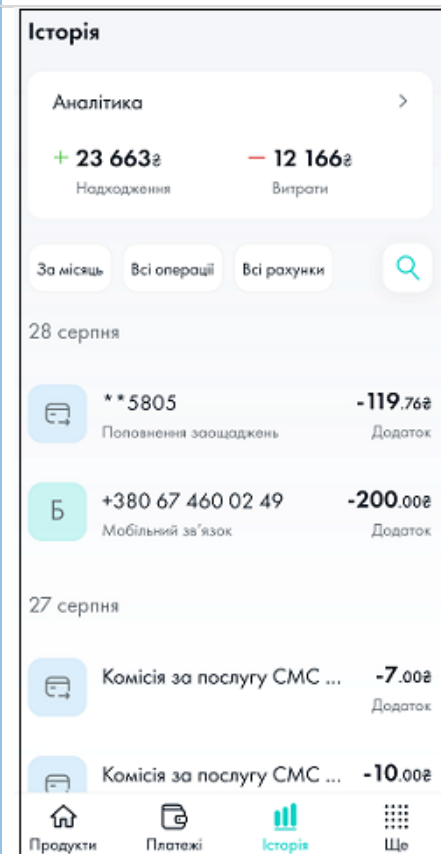 Історія
Аналітика
+ 23 663₴ − 12 166₴
Надходження Витрати
За місяць Всі операції Всі рахунки
28 серпня
**5805 -119.76₴
Поповнення заощаджень Додаток
Б +380 67 460 02 49 -200.00₴
Мобільний зв'язок Додаток
27 серпня
Комісія за послугу СМС ... -7.00₴
Додаток
Комісія за послугу СМС ... -10.00₴
Продукти Платежі Історія Ще